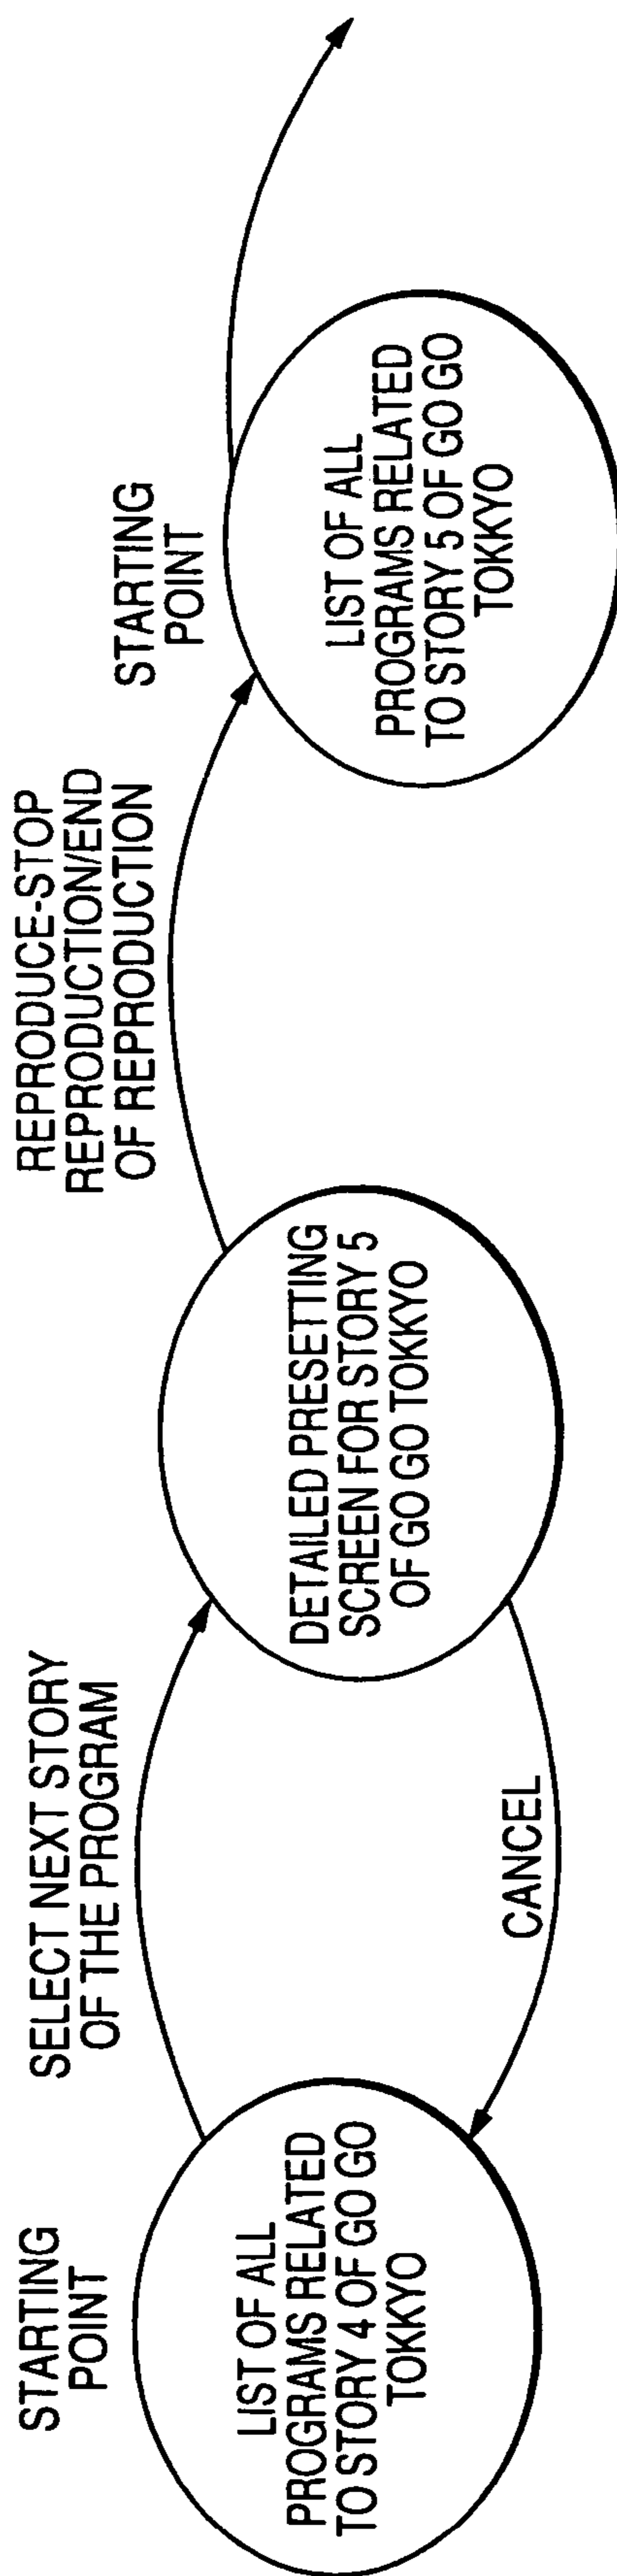 STARTING
POINT
LIST OF ALL
PROGRAMS RELATED
TO STORY 4 OF GO GO
TOKKYO
SELECT NEXT STORY
OF THE PROGRAM
CANCEL
DETAILED PRESETTING
SCREEN FOR STORY 5
OF GO GO TOKKYO
REPRODUCE-STOP
REPRODUCTION/END
OF REPRODUCTION
STARTING
POINT
LIST OF ALL
PROGRAMS RELATED
TO STORY 5 OF GO GO
TOKKYO